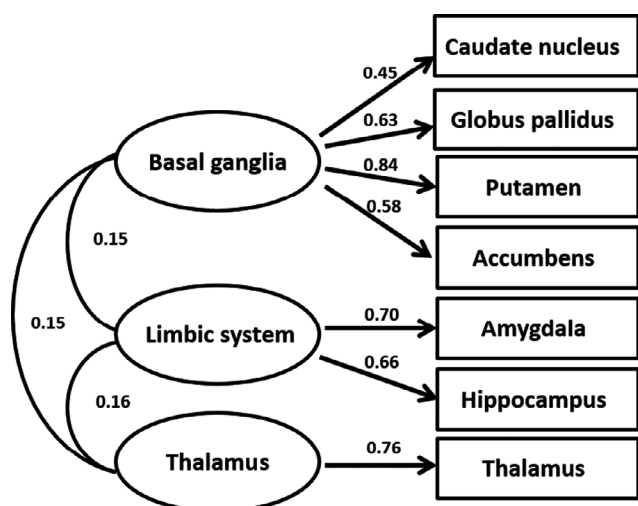 Caudate nucleus
0.45
0.63
Globus pallidus
Basal ganglia
0.84
Putamen
0.58
0.15
Accumbens
0.15
0.70
Amygdala
Limbic system
0.66
0.16
Hippocampus
0.76
Thalamus
Thalamus